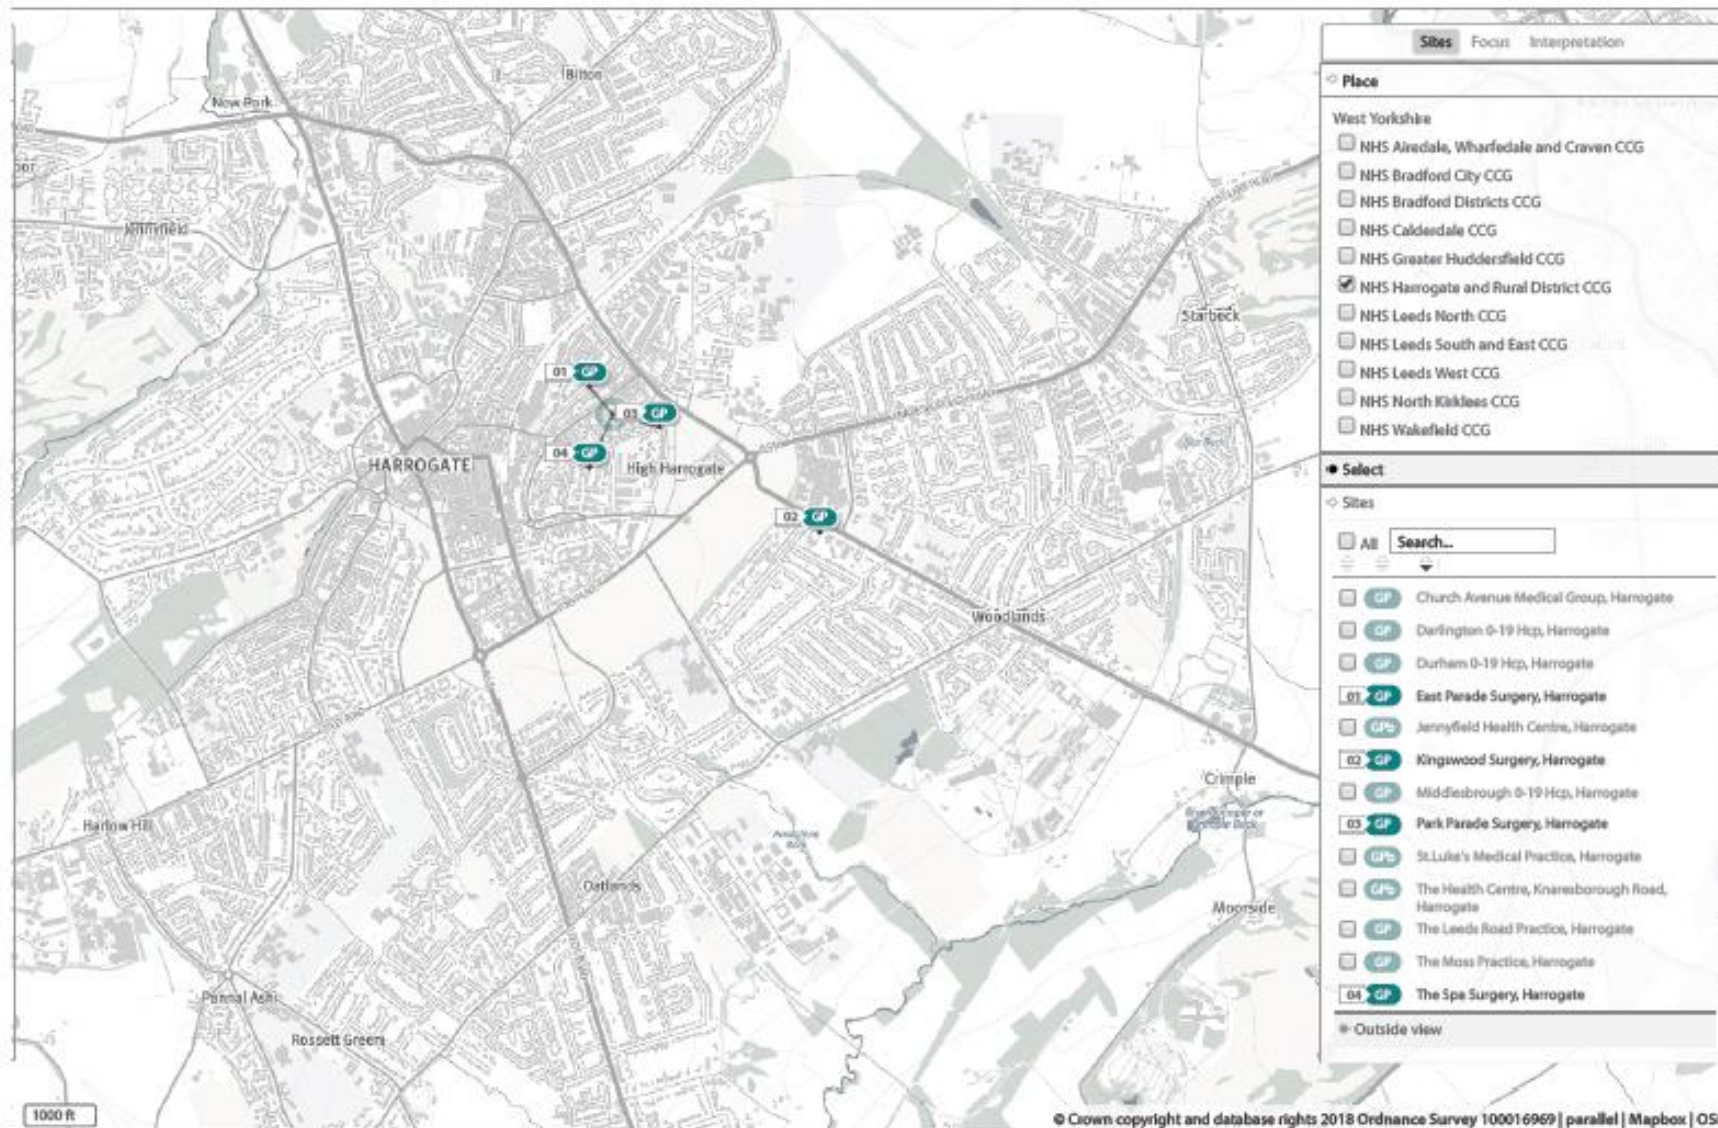 Sites Focus Interpretation
Place
West Yorkshire
NHS Airedale, Wharfedale and Craven CCG
NHS Bradford City CCG
NHS Bradford Districts CCG
NHS Calderdale CCG
NHS Greater Huddersfield CCG
NHS Harrogate and Rural District CCG
NHS Leeds North CCG
NHS Leeds South and East CCG
NHS Leeds West CCG
NHS North Kirklees CCG
NHS Wakefield CCG
Select
Sites
All Search...
GP Church Avenue Medical Group, Harrogate
GP Darlington 0-19 Hcp, Harrogate
GP Durham 0-19 Hcp, Harrogate
01 GP East Parade Surgery, Harrogate
GPb Jennyfield Health Centre, Harrogate
02 GP Kingswood Surgery, Harrogate
GP Middlesbrough 0-19 Hcp, Harrogate
03 GP Park Parade Surgery, Harrogate
GPb St.Luke's Medical Practice, Harrogate
GPb The Health Centre, Knaresborough Road,
Harrogate
GP The Leeds Road Practice, Harrogate
GP The Moss Practice, Harrogate
04 GP The Spa Surgery, Harrogate
Outside view
Bilton
New Park
Jennyfield
Starbeck
01 GP
03 GP
04 GP
HARROGATE
High Harrogate
02 GP
Woodlands
Crimple
Harlow Hill
Oatlands
Moorside
Pannal Ash
Rossett Green
1000 ft
© Crown copyright and database rights 2018 Ordnance Survey 100016969 | parallel | Mapbox | OS